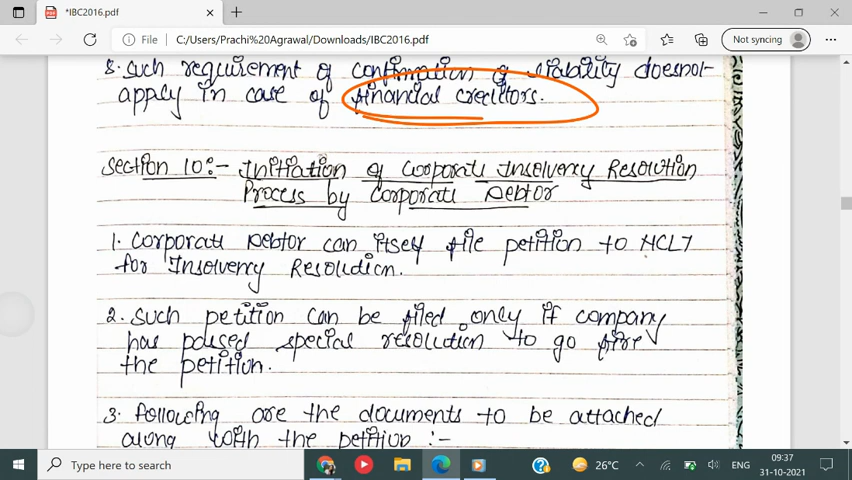 *IBC2016.pdf
File
C:/Users/Prachi%20Agrawal/Downloads/IBC2016.pdf
Not syncing
8. Such requirement of confimation of liability doesnot
apply in case of financial creditors.
Section 10:- Initiation of Corporate Insolvency Resolution
Process by Corporate Debtor
1. Corporate Debtor can itself file petition to NCLT
for Insolvency Resolution.
2. Such petition can be filed only if company
has passed special resolution to go
the petition.
3. Following are the documents to be attached
along with the petition :-
Type here to search
26°C
ENG
09:37
31-10-2021